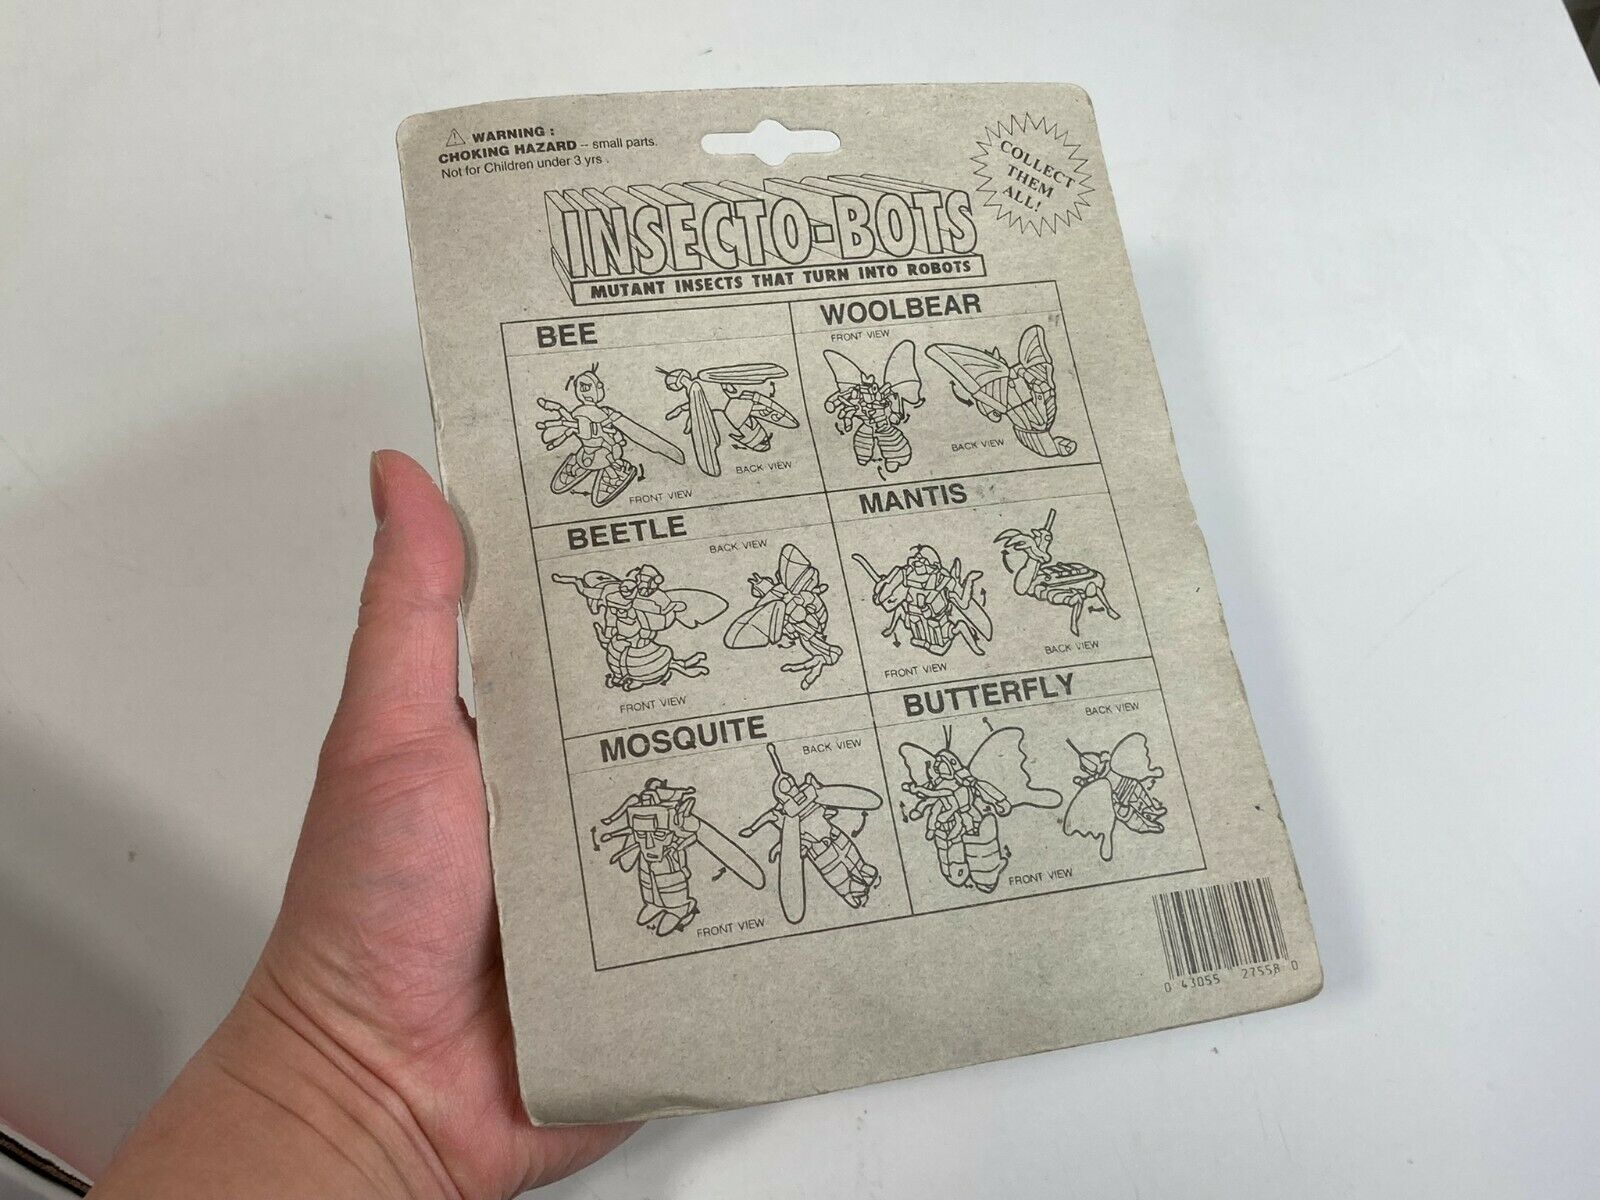 ⚠ WARNING :
CHOKING HAZARD -- small parts.
Not for Children under 3 yrs .
COLLECT
THEM
ALL!
INSECTO-BOTS
MUTANT INSECTS THAT TURN INTO ROBOTS
BEE
FRONT VIEW
BACK VIEW
WOOLBEAR
FRONT VIEW
BACK VIEW
BEETLE
BACK VIEW
FRONT VIEW
MANTIS
FRONT VIEW
BACK VIEW
MOSQUITE
BACK VIEW
FRONT VIEW
BUTTERFLY
BACK VIEW
FRONT VIEW
0 43055 27558 0